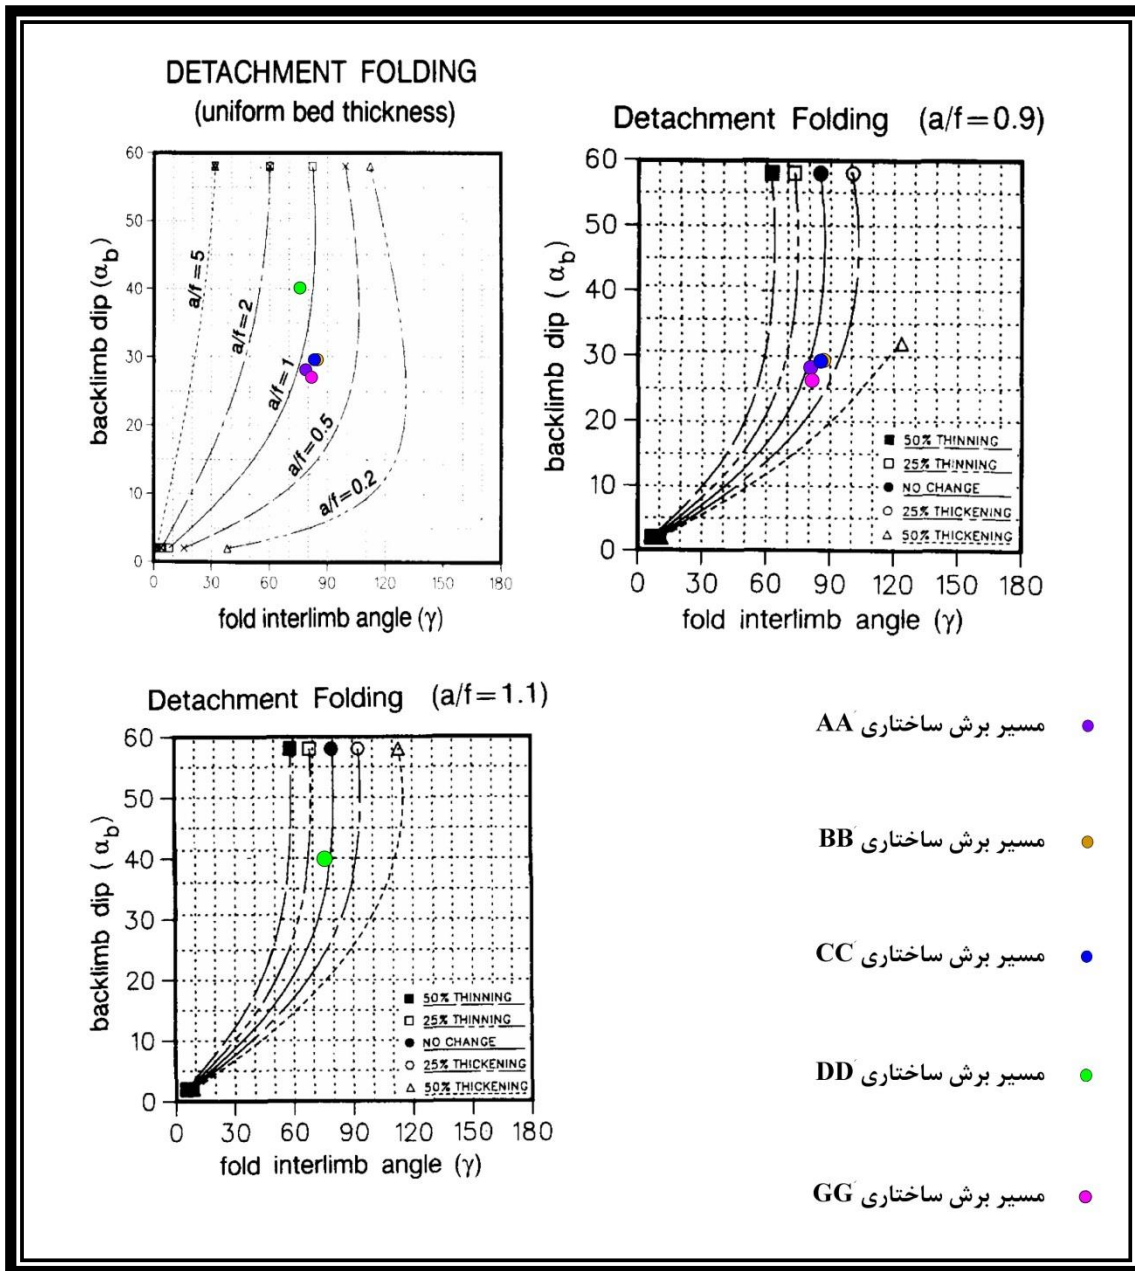 DETACHMENT FOLDING
(uniform bed thickness)
60
50
40
30
20
10
0
backlimb dip (αb)
a/f=5
a/f=2
a/f=1
a/f=0.5
a/f=0.2
0 30 60 90 120 150 180
fold interlimb angle (γ)
Detachment Folding (a/f=0.9)
60
50
40
30
20
10
0
backlimb dip ( αb)
50% THINNING
25% THINNING
NO CHANGE
25% THICKENING
50% THICKENING
0 30 60 90 120 150 180
fold interlimb angle (γ)
Detachment Folding (a/f=1.1)
60
50
40
30
20
10
0
backlimb dip ( αb)
50% THINNING
25% THINNING
NO CHANGE
25% THICKENING
50% THICKENING
0 30 60 90 120 150 180
fold interlimb angle (γ)
مسیر برش ساختاری AA'
مسیر برش ساختاری BB'
مسیر برش ساختاری CC'
مسیر برش ساختاری DD'
مسیر برش ساختاری GG'